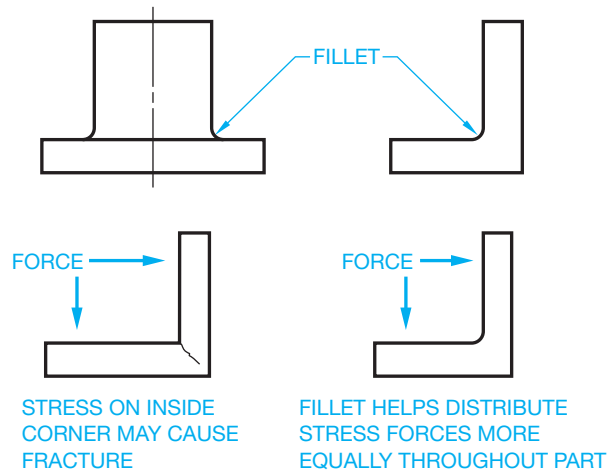 FILLET
FORCE
FORCE
STRESS ON INSIDE
CORNER MAY CAUSE
FRACTURE
FILLET HELPS DISTRIBUTE
STRESS FORCES MORE
EQUALLY THROUGHOUT PART